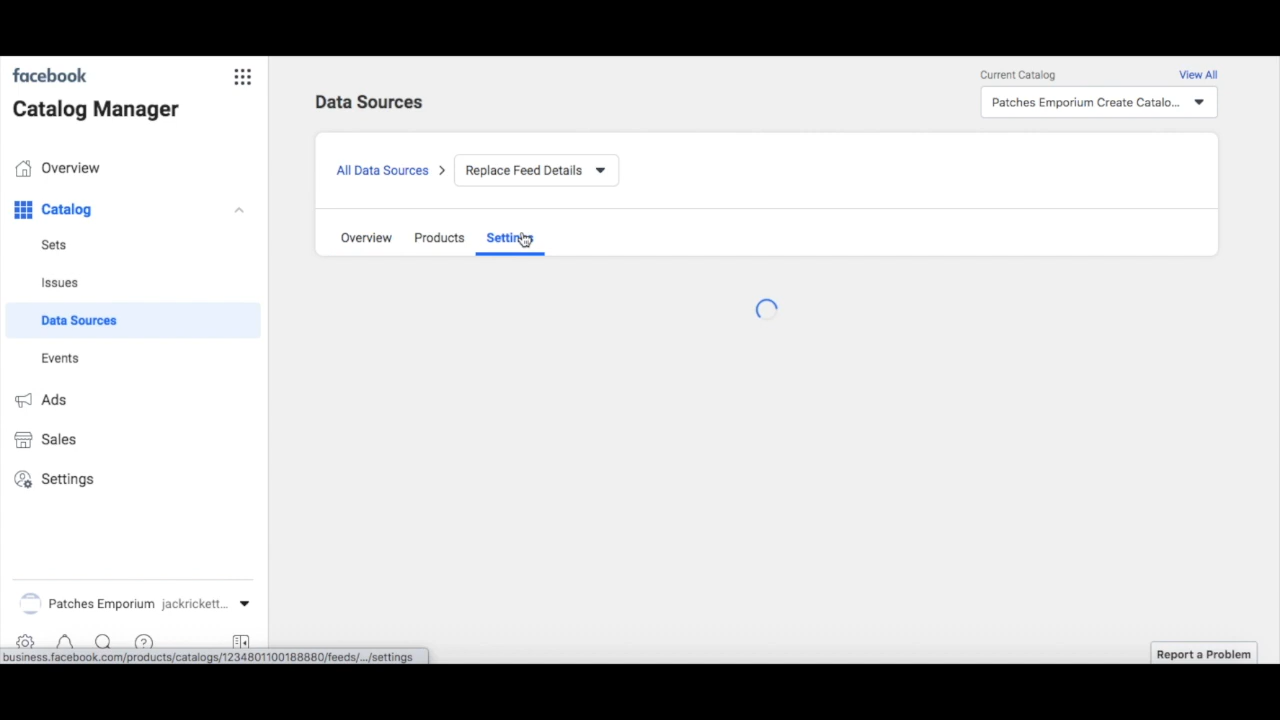 facebook
Catalog Manager
Overview
Catalog
Sets
Issues
Data Sources
Events
Ads
Sales
Settings
Patches Emporium jackrickett...
business.facebook.com/products/catalogs/1234801100188880/feeds/.../settings
Data Sources
Current Catalog View All
Patches Emporium Create Catalo...
All Data Sources > Replace Feed Details
Overview Products Settings
Report a Problem